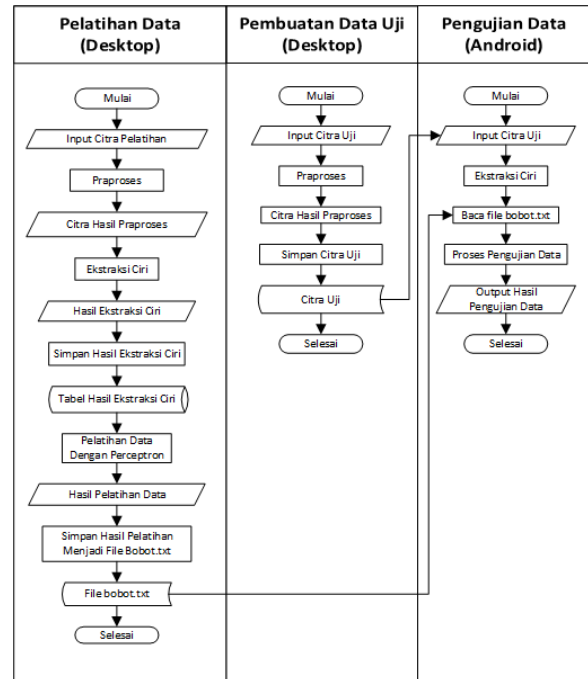 Pelatihan Data
(Desktop)
Mulai
Input Citra Pelatihan
Praproses
Citra Hasil Praproses
Ekstraksi Ciri
Hasil Ekstraksi Ciri
Simpan Hasil Ekstraksi Ciri
Tabel Hasil Ekstraksi Ciri
Pelatihan Data
Dengan Perceptron
Hasil Pelatihan Data
Simpan Hasil Pelatihan
Menjadi File Bobot.txt
File bobot.txt
Selesai
Pembuatan Data Uji
(Desktop)
Mulai
Input Citra Uji
Praproses
Citra Hasil Praproses
Simpan Citra Uji
Citra Uji
Selesai
Pengujian Data
(Android)
Mulai
Input Citra Uji
Ekstraksi Ciri
Baca file bobot.txt
Proses Pengujian Data
Output Hasil
Pengujian Data
Selesai